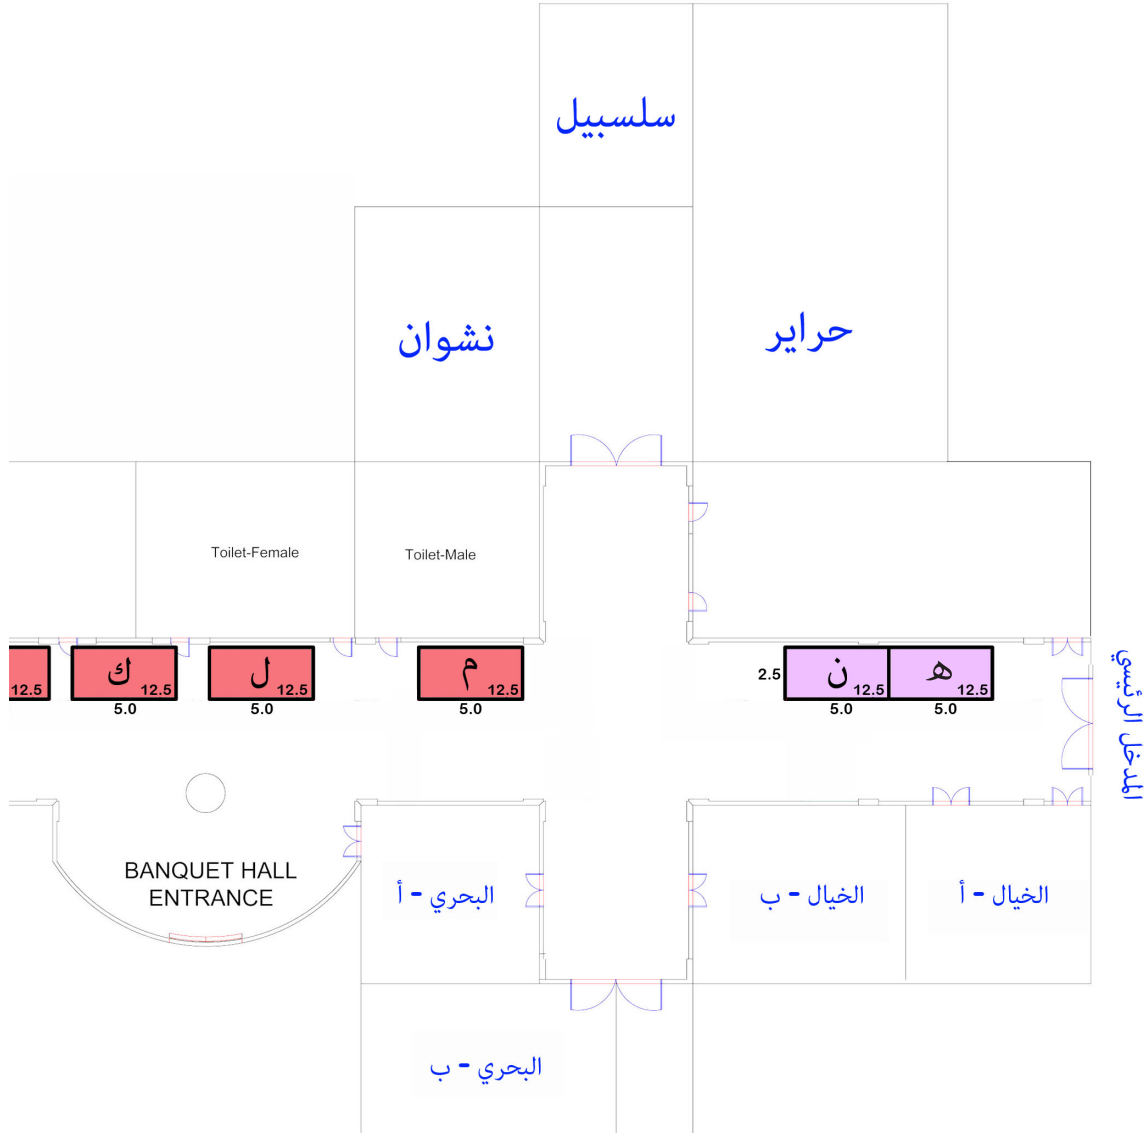 سلسبيل
نشوان
حراير
Toilet-Female
Toilet-Male
12.5
ك
12.5
5.0
ل
12.5
5.0
م
12.5
5.0
2.5
ن
12.5
5.0
ه
12.5
5.0
المدخل الرئيسي
BANQUET HALL
ENTRANCE
البحري - أ
الخيال - ب
الخيال - أ
البحري - ب